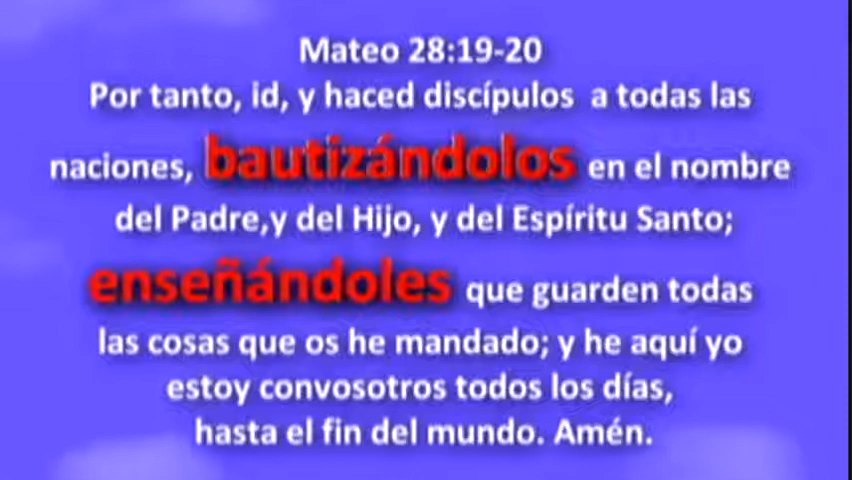 Mateo 28:19-20
Por tanto, id, y haced discípulos a todas las
naciones, bautizándolos en el nombre
del Padre,y del Hijo, y del Espíritu Santo;
enseñándoles que guarden todas
las cosas que os he mandado; y he aquí yo
estoy convosotros todos los días,
hasta el fin del mundo. Amén.